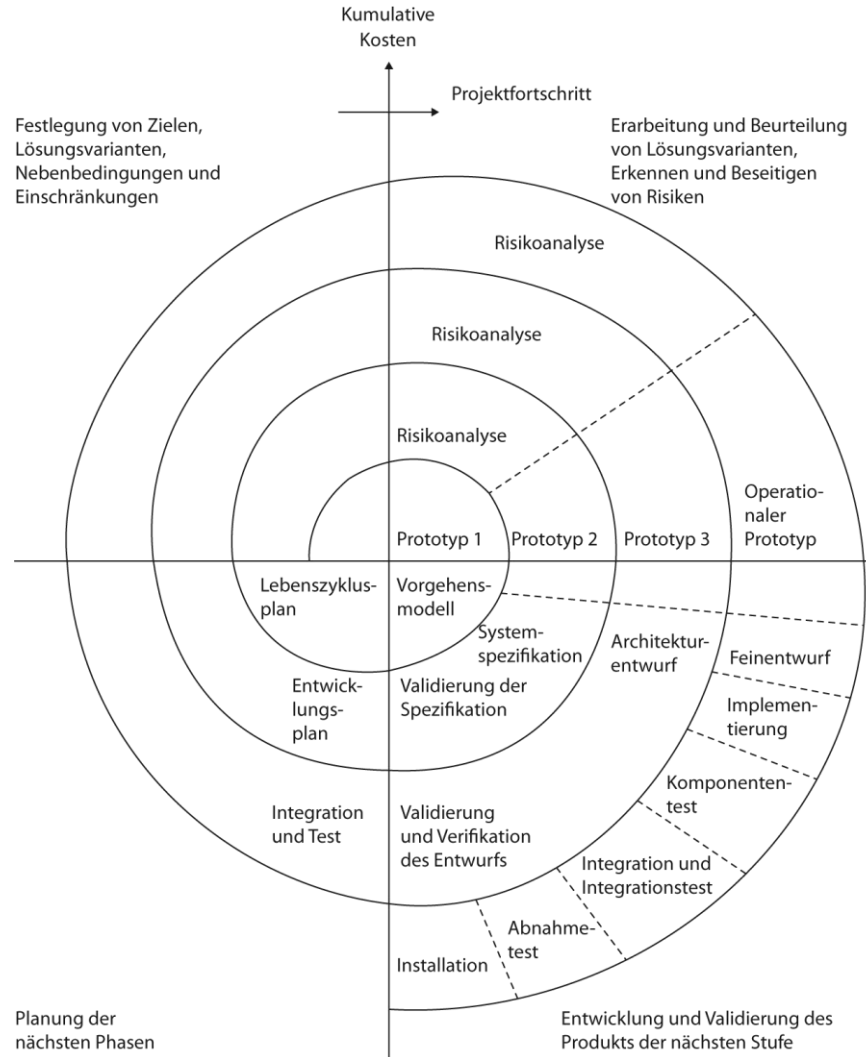 Kumulative
Kosten
Projektfortschritt
Festlegung von Zielen,
Lösungsvarianten,
Nebenbedingungen und
Einschränkungen
Erarbeitung und Beurteilung
von Lösungsvarianten,
Erkennen und Beseitigen
von Risiken
Risikoanalyse
Risikoanalyse
Risikoanalyse
Operatio-
naler
Prototyp
Prototyp 1
Prototyp 2
Prototyp 3
Lebenszyklus-
plan
Vorgehens-
modell
System-
spezifikation
Architektur-
entwurf
Feinentwurf
Entwick-
lungs-
plan
Validierung der
Spezifikation
Implemen-
tierung
Komponenten-
test
Integration
und Test
Validierung
und Verifikation
des Entwurfs
Integration und
Integrationstest
Abnahme-
test
Installation
Planung der
nächsten Phasen
Entwicklung und Validierung des
Produkts der nächsten Stufe